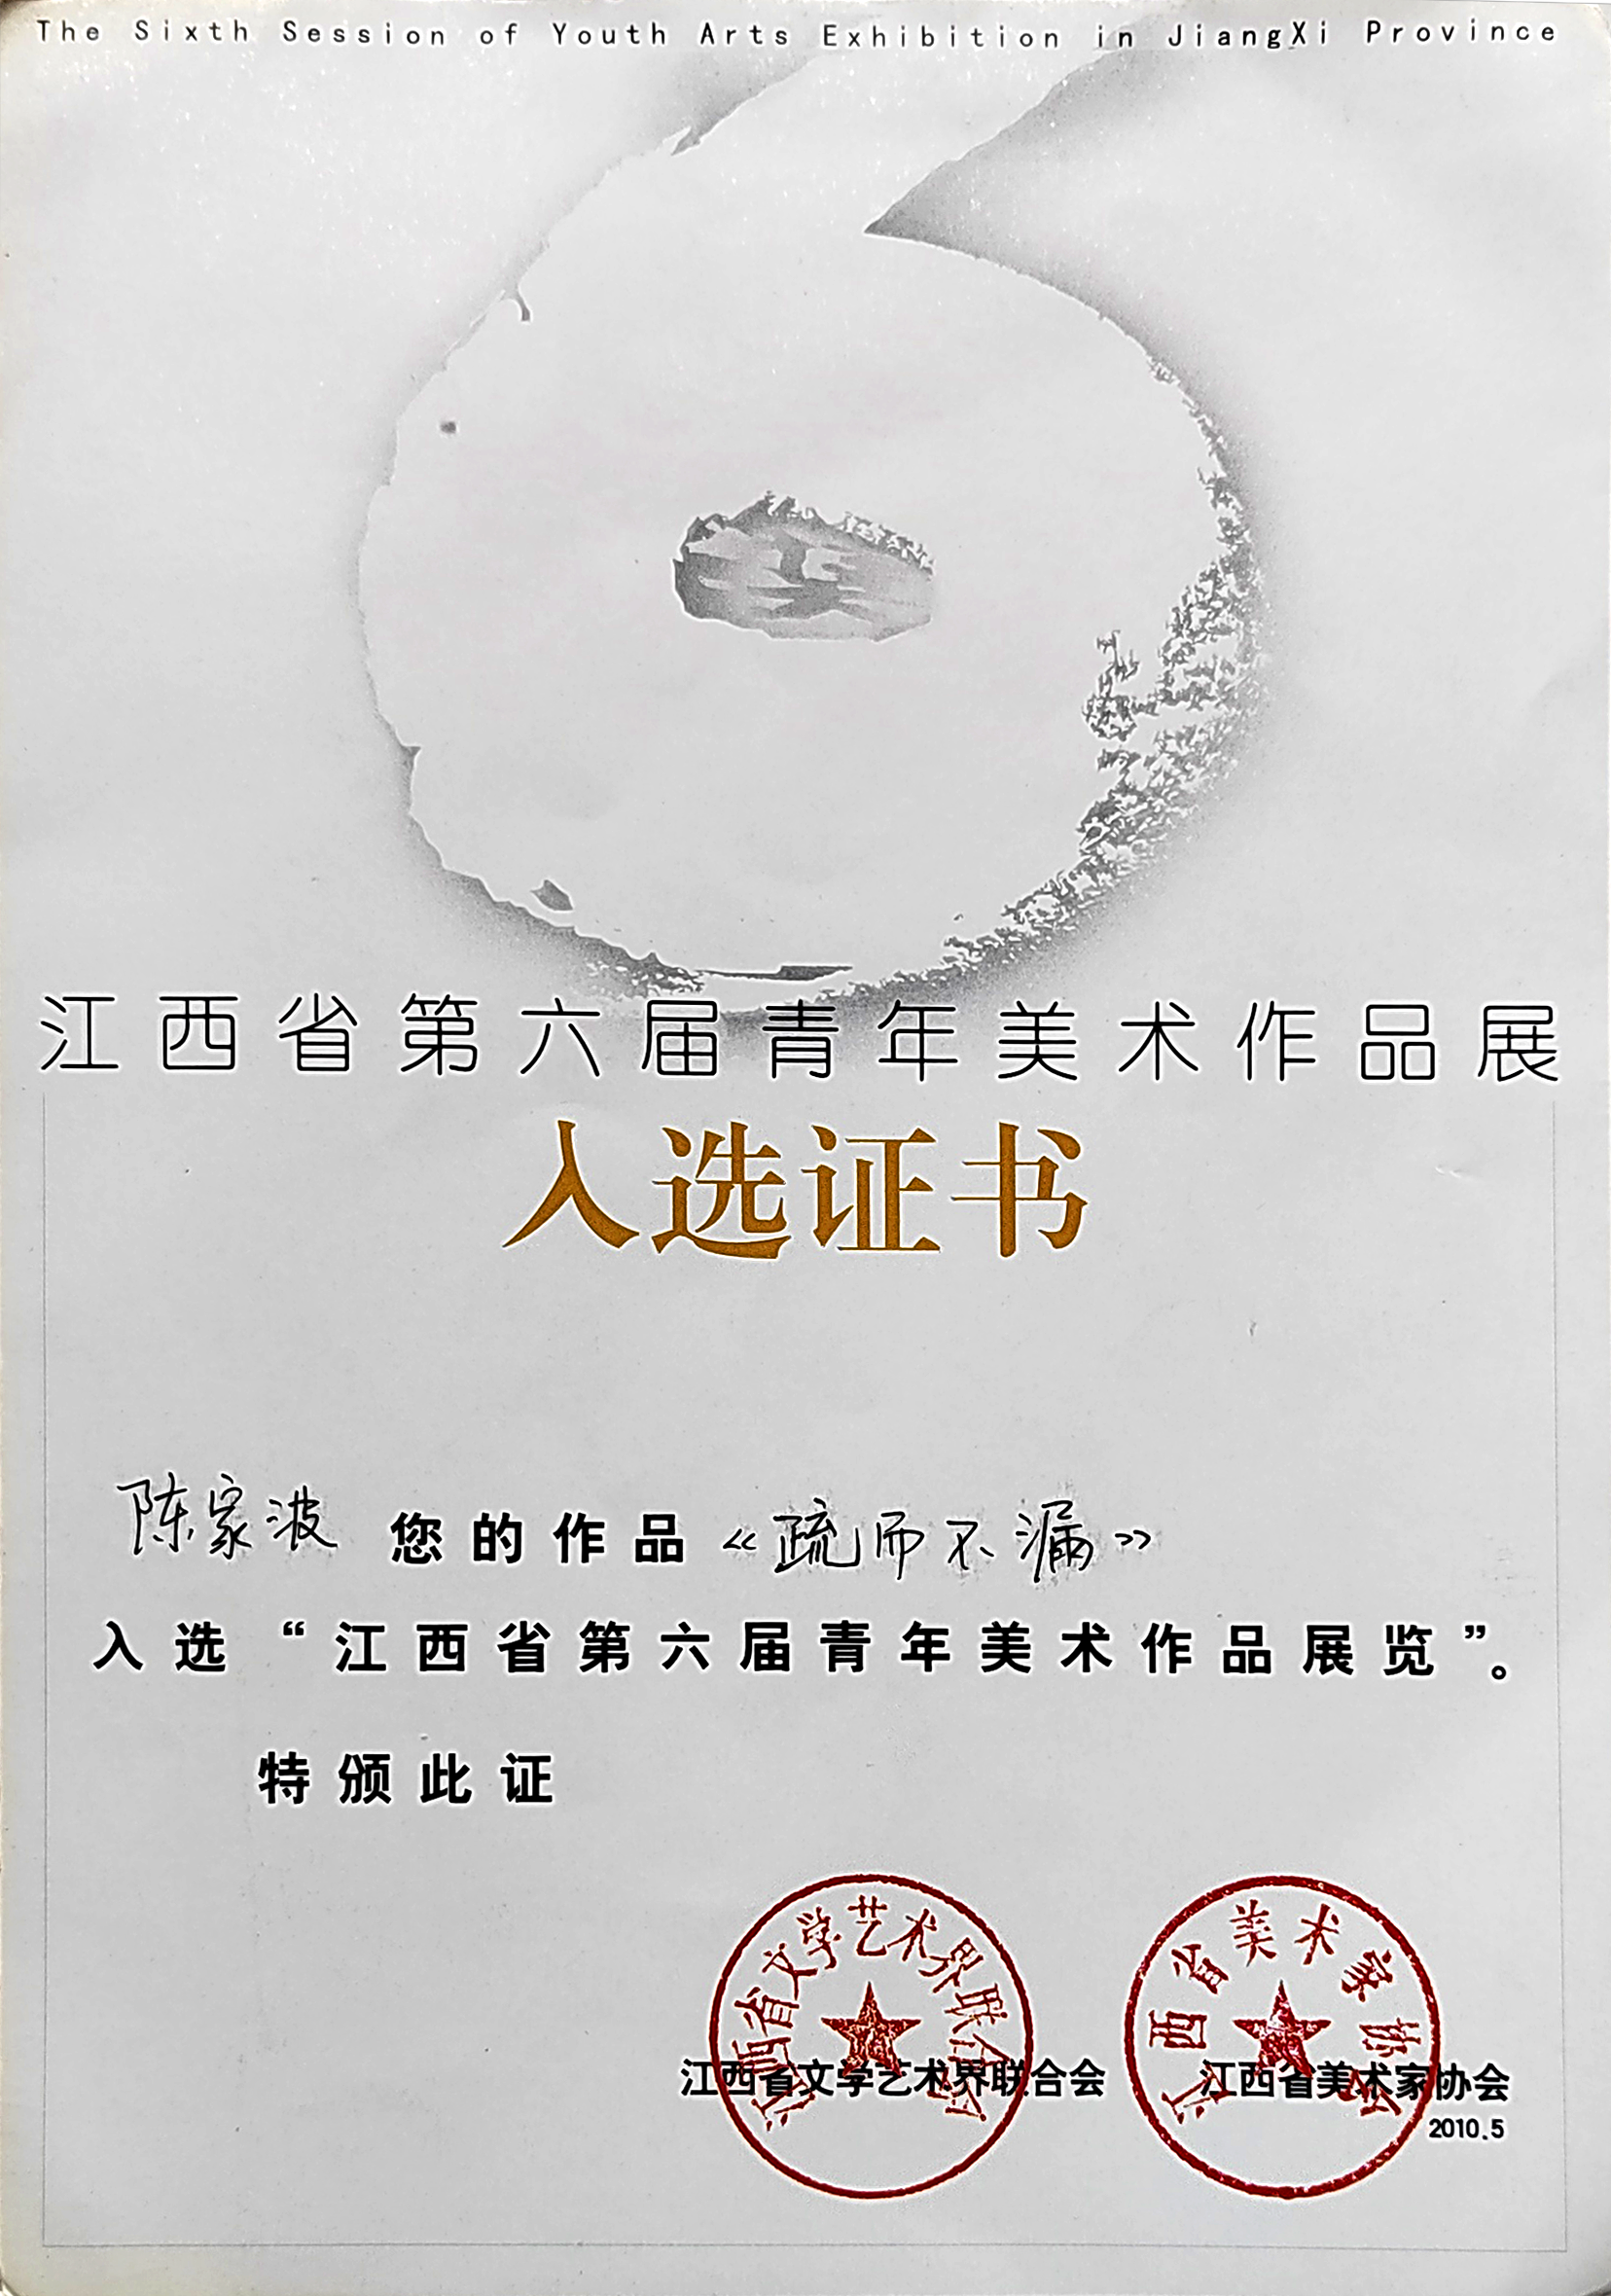 The Sixth Session of Youth Arts Exhibition in JiangXi Province
江西省第六届青年美术作品展
入选证书
陈家波 您的作品《疏而不漏》
入选“江西省第六届青年美术作品展览”。
特颁此证
江西省文学艺术界联合会
江西省美术家协会
江西省文学艺术界联合会 江西省美术家协会
2010.5